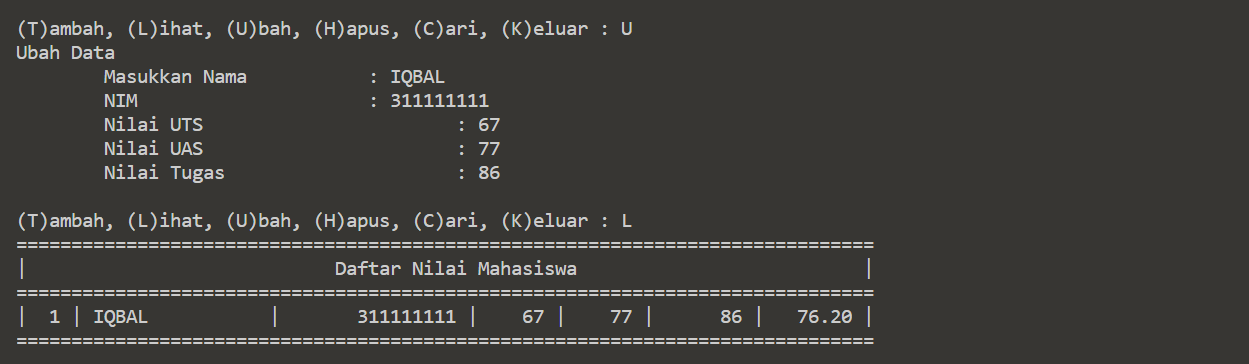 (T)ambah, (L)ihat, (U)bah, (H)apus, (C)ari, (K)eluar : U
Ubah Data
        Masukkan Nama           : IQBAL
        NIM                     : 311111111
        Nilai UTS                       : 67
        Nilai UAS                       : 77
        Nilai Tugas                     : 86
(T)ambah, (L)ihat, (U)bah, (H)apus, (C)ari, (K)eluar : L
==============================================================================
|                            Daftar Nilai Mahasiswa                          |
==============================================================================
|  1 | IQBAL           |       311111111 |    67 |    77 |      86 |   76.20 |
==============================================================================